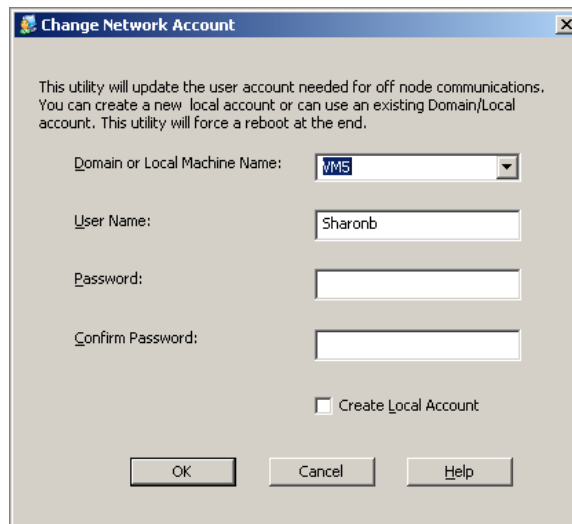 Change Network Account
This utility will update the user account needed for off node communications.
You can create a new local account or can use an existing Domain/Local
account. This utility will force a reboot at the end.
Domain or Local Machine Name:
VM5
User Name:
Sharonb
Password:
Confirm Password:
Create Local Account
OK Cancel Help